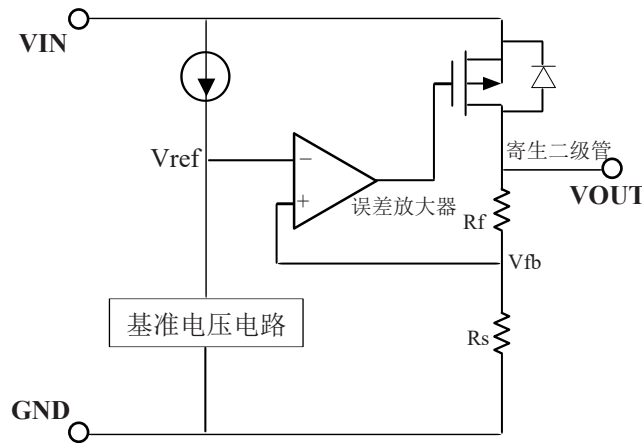 VIN
Vref
−
+
误差放大器
寄生二级管
VOUT
Rf
Vfb
基准电压电路
Rs
GND